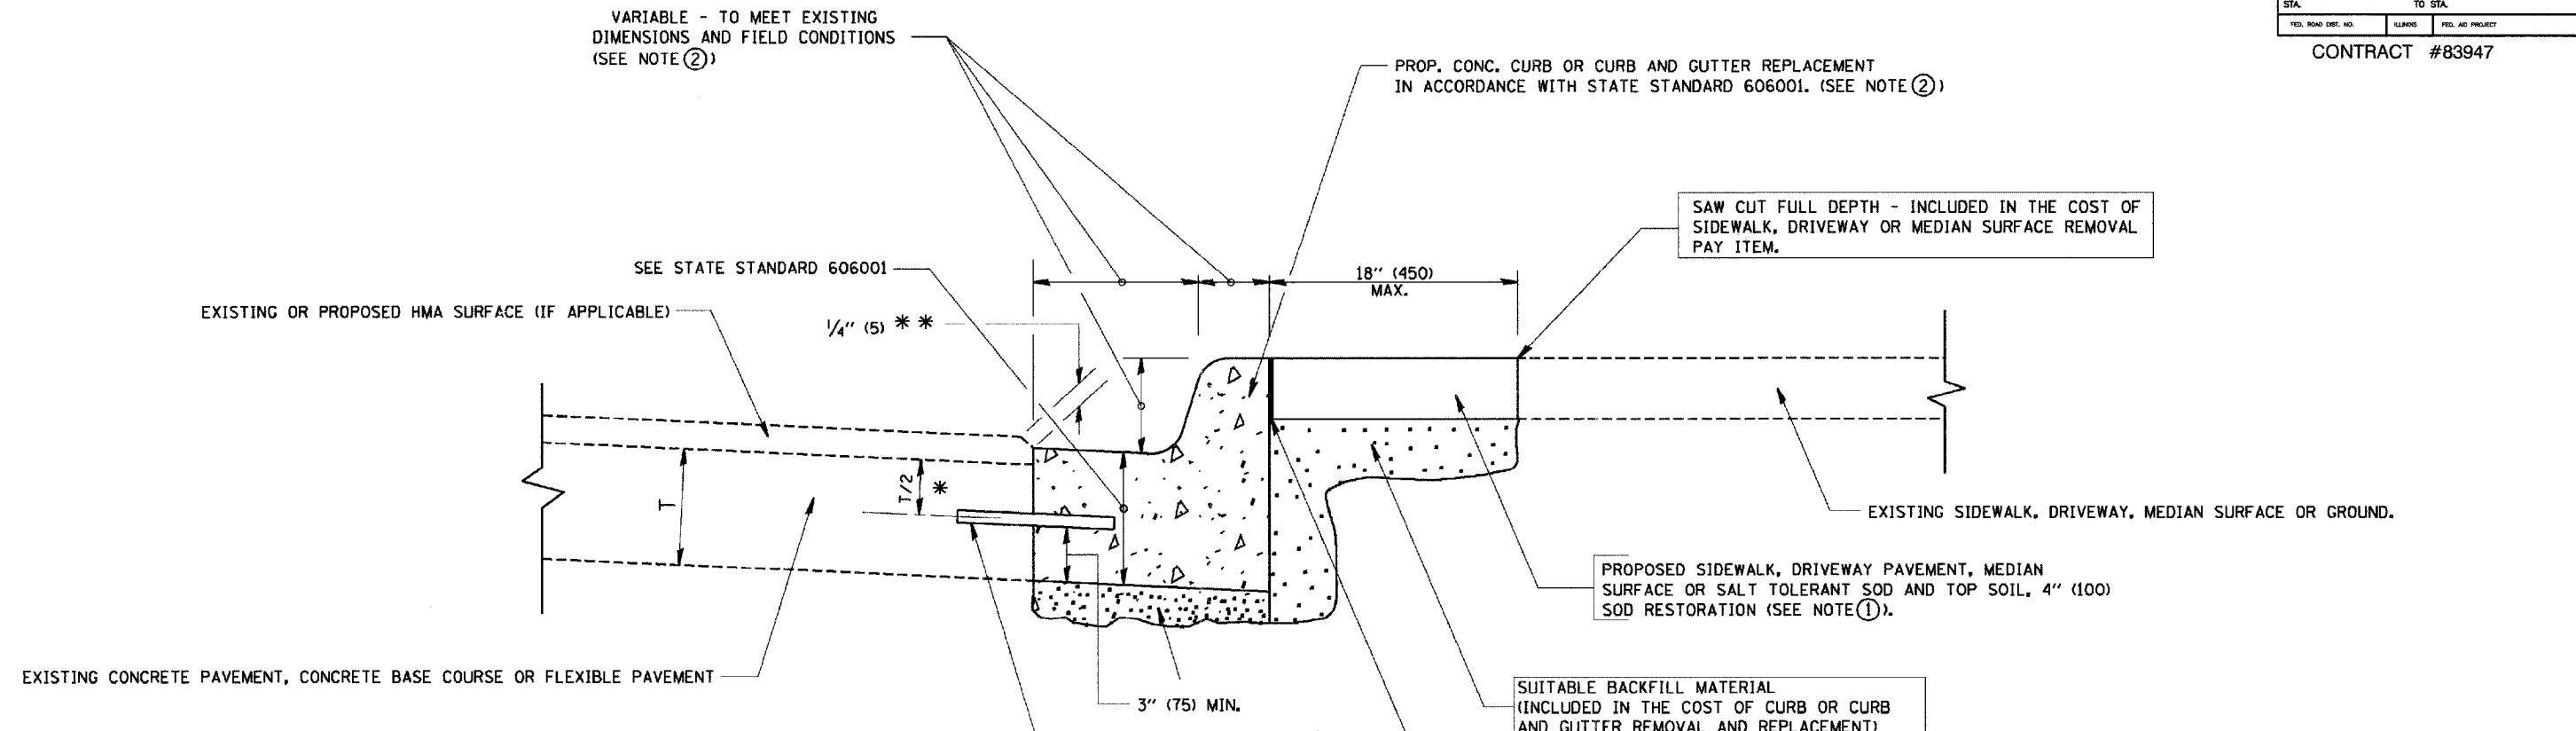 STA. TO STA.
FED. ROAD DIST. NO. ILLINOIS FED. AID PROJECT
CONTRACT #83947
VARIABLE - TO MEET EXISTING
DIMENSIONS AND FIELD CONDITIONS
(SEE NOTE ②)
PROP. CONC. CURB OR CURB AND GUTTER REPLACEMENT
IN ACCORDANCE WITH STATE STANDARD 606001. (SEE NOTE ②)
SAW CUT FULL DEPTH - INCLUDED IN THE COST OF
SIDEWALK, DRIVEWAY OR MEDIAN SURFACE REMOVAL
PAY ITEM.
SEE STATE STANDARD 606001
18" (450)
MAX.
EXISTING OR PROPOSED HMA SURFACE (IF APPLICABLE)
1/4" (5) * *
T
T/2 *
EXISTING SIDEWALK, DRIVEWAY, MEDIAN SURFACE OR GROUND.
PROPOSED SIDEWALK, DRIVEWAY PAVEMENT, MEDIAN
SURFACE OR SALT TOLERANT SOD AND TOP SOIL, 4" (100)
SOD RESTORATION (SEE NOTE ①).
EXISTING CONCRETE PAVEMENT, CONCRETE BASE COURSE OR FLEXIBLE PAVEMENT
3" (75) MIN.
SUITABLE BACKFILL MATERIAL
(INCLUDED IN THE COST OF CURB OR CURB
AND GUTTER REMOVAL AND REPLACEMENT)